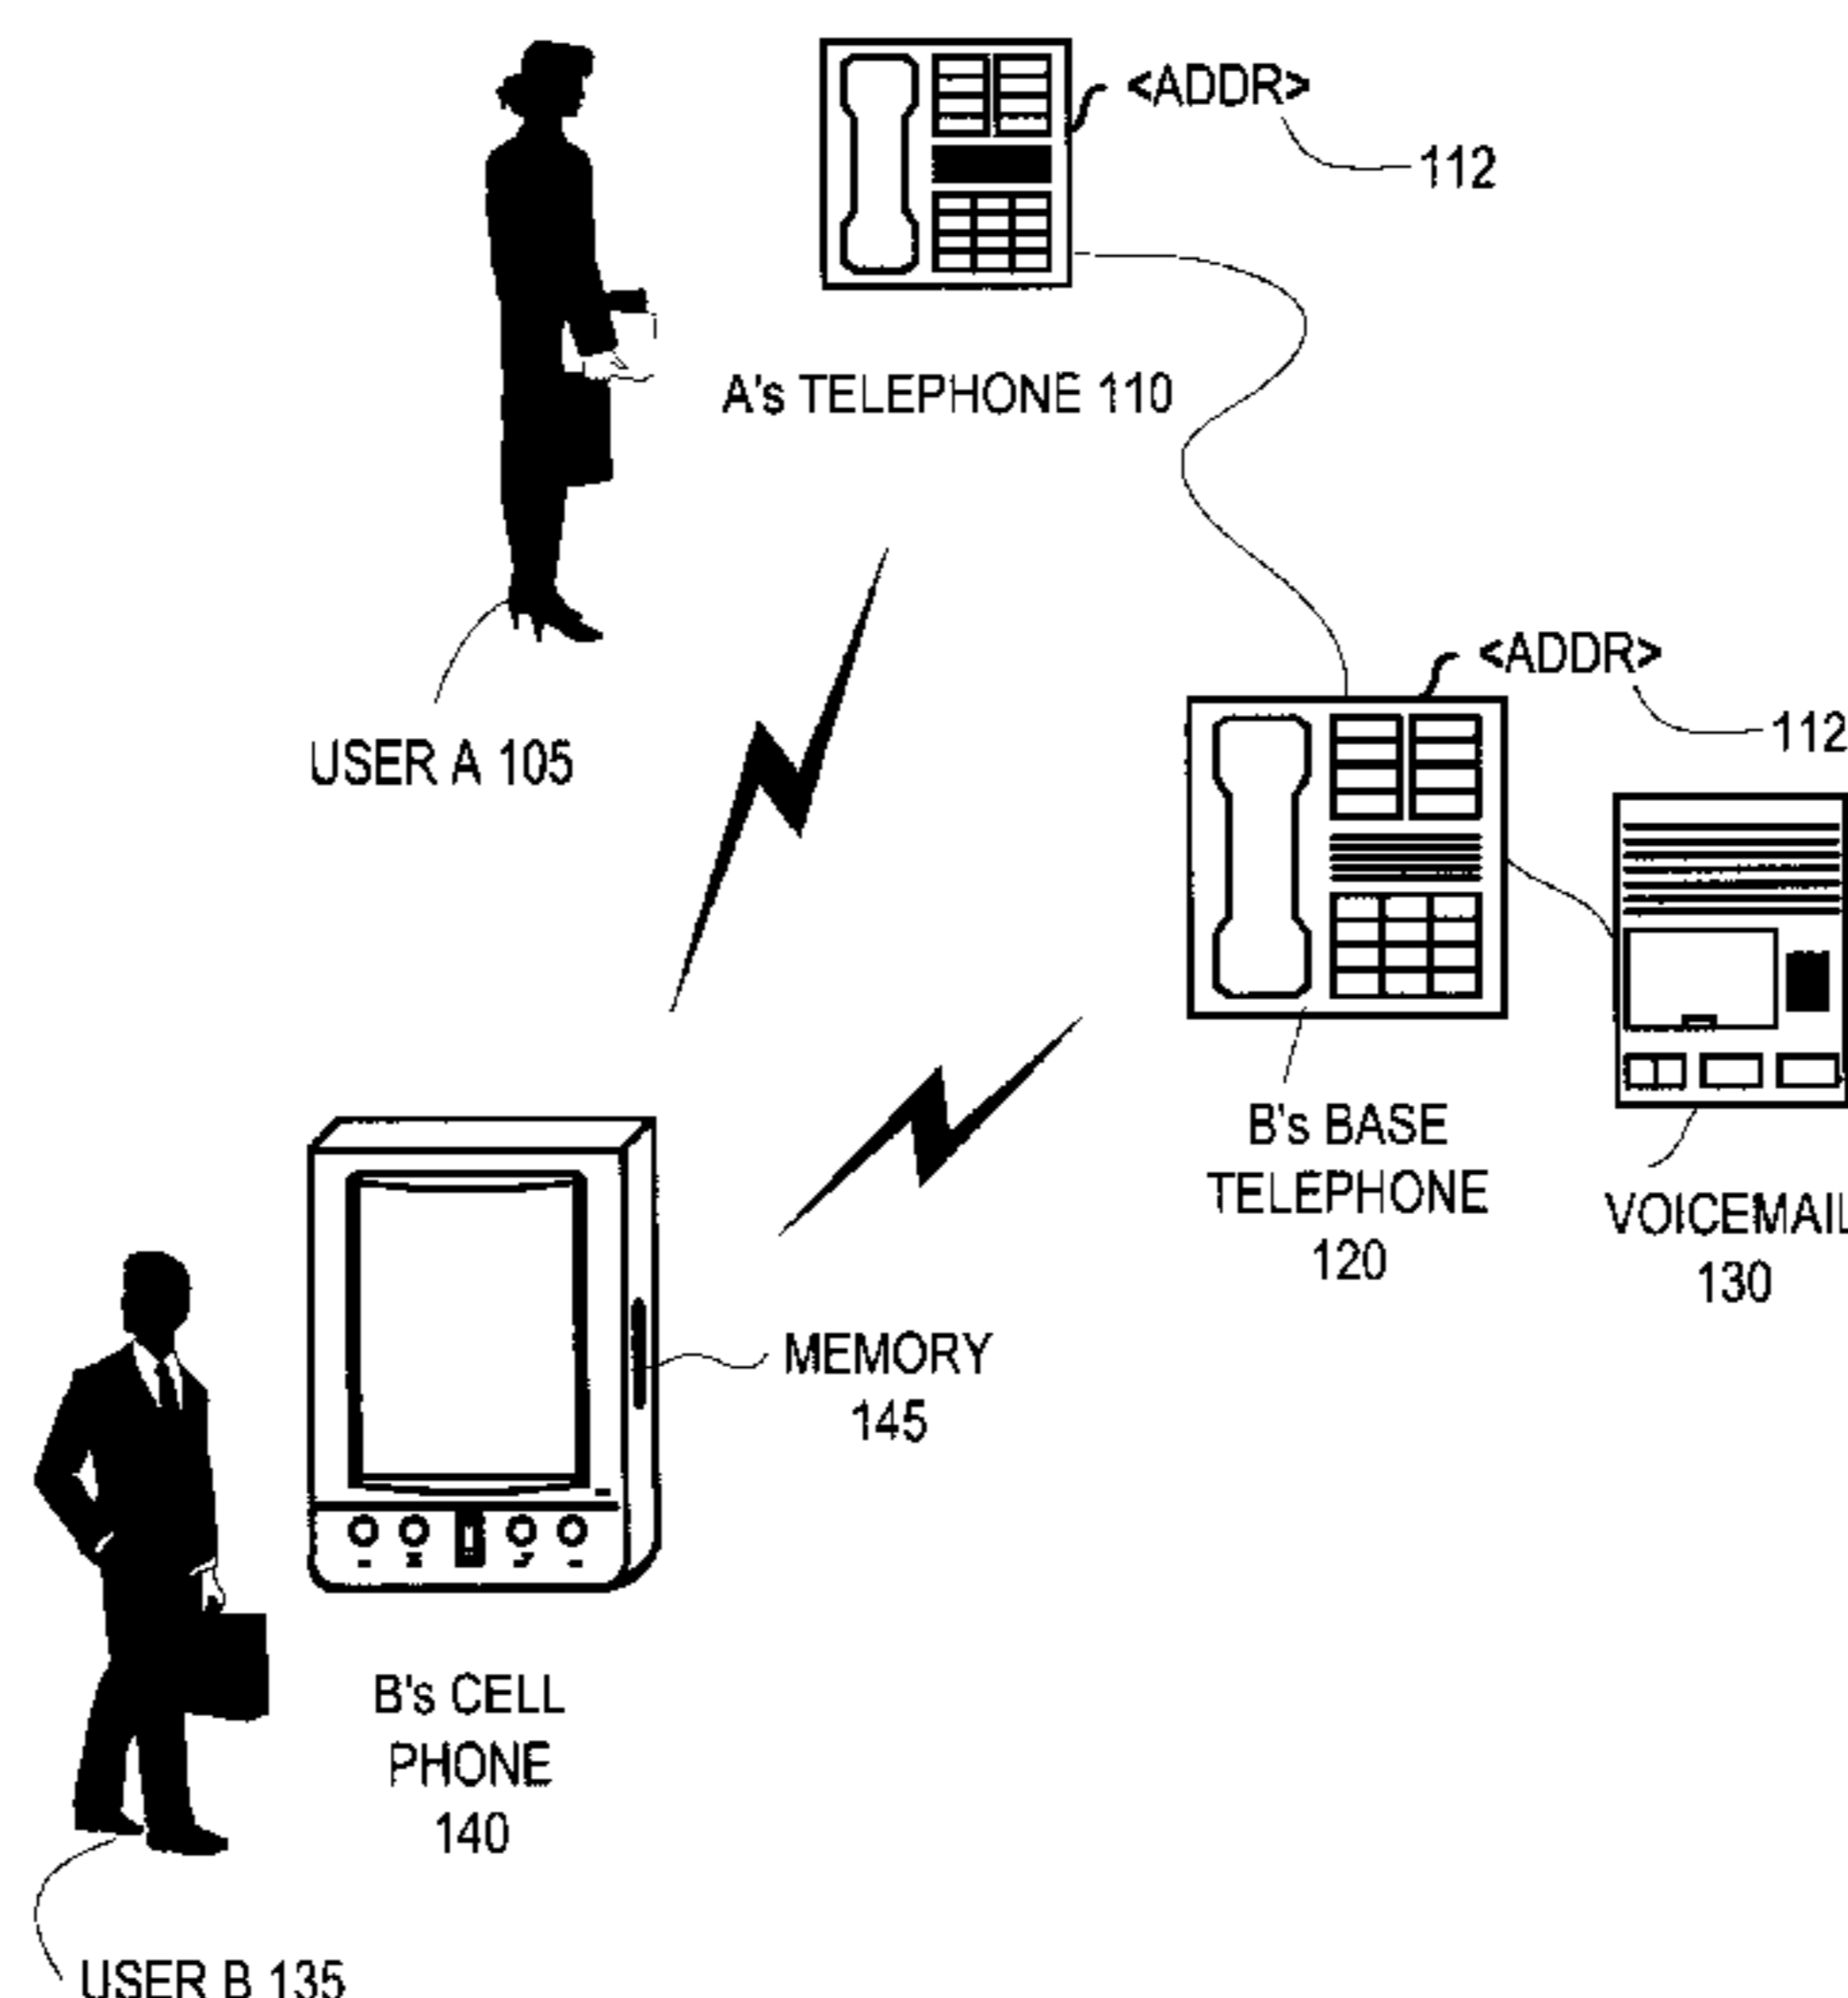 <ADDR>
112
A's TELEPHONE 110
USER A 105
<ADDR>
112
B's BASE
TELEPHONE
120
VOICEMAIL
130
MEMORY
145
B's CELL
PHONE
140
USER B 135